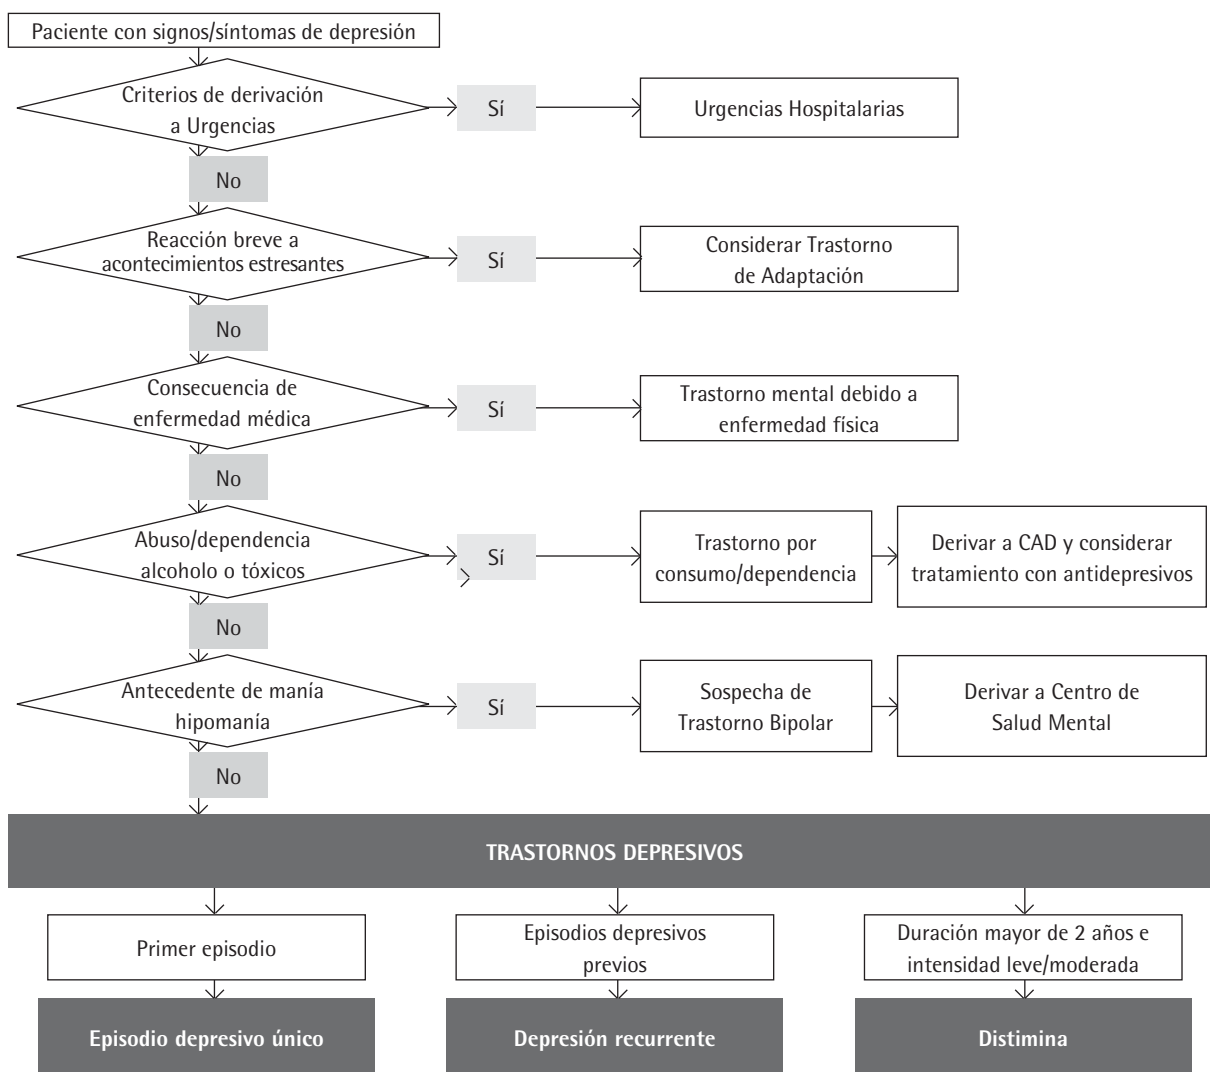 Paciente con signos/síntomas de depresión
Criterios de derivación
a Urgencias
Sí
Urgencias Hospitalarias
No
Reacción breve a
acontecimientos estresantes
Sí
Considerar Trastorno
de Adaptación
No
Consecuencia de
enfermedad médica
Sí
Trastorno mental debido a
enfermedad física
No
Abuso/dependencia
alcoholo o tóxicos
Sí
Trastorno por
consumo/dependencia
Derivar a CAD y considerar
tratamiento con antidepresivos
No
Antecedente de manía
hipomanía
Sí
Sospecha de
Trastorno Bipolar
Derivar a Centro de
Salud Mental
No
TRASTORNOS DEPRESIVOS
Primer episodio
Episodios depresivos
previos
Duración mayor de 2 años e
intensidad leve/moderada
Episodio depresivo único
Depresión recurrente
Distimina